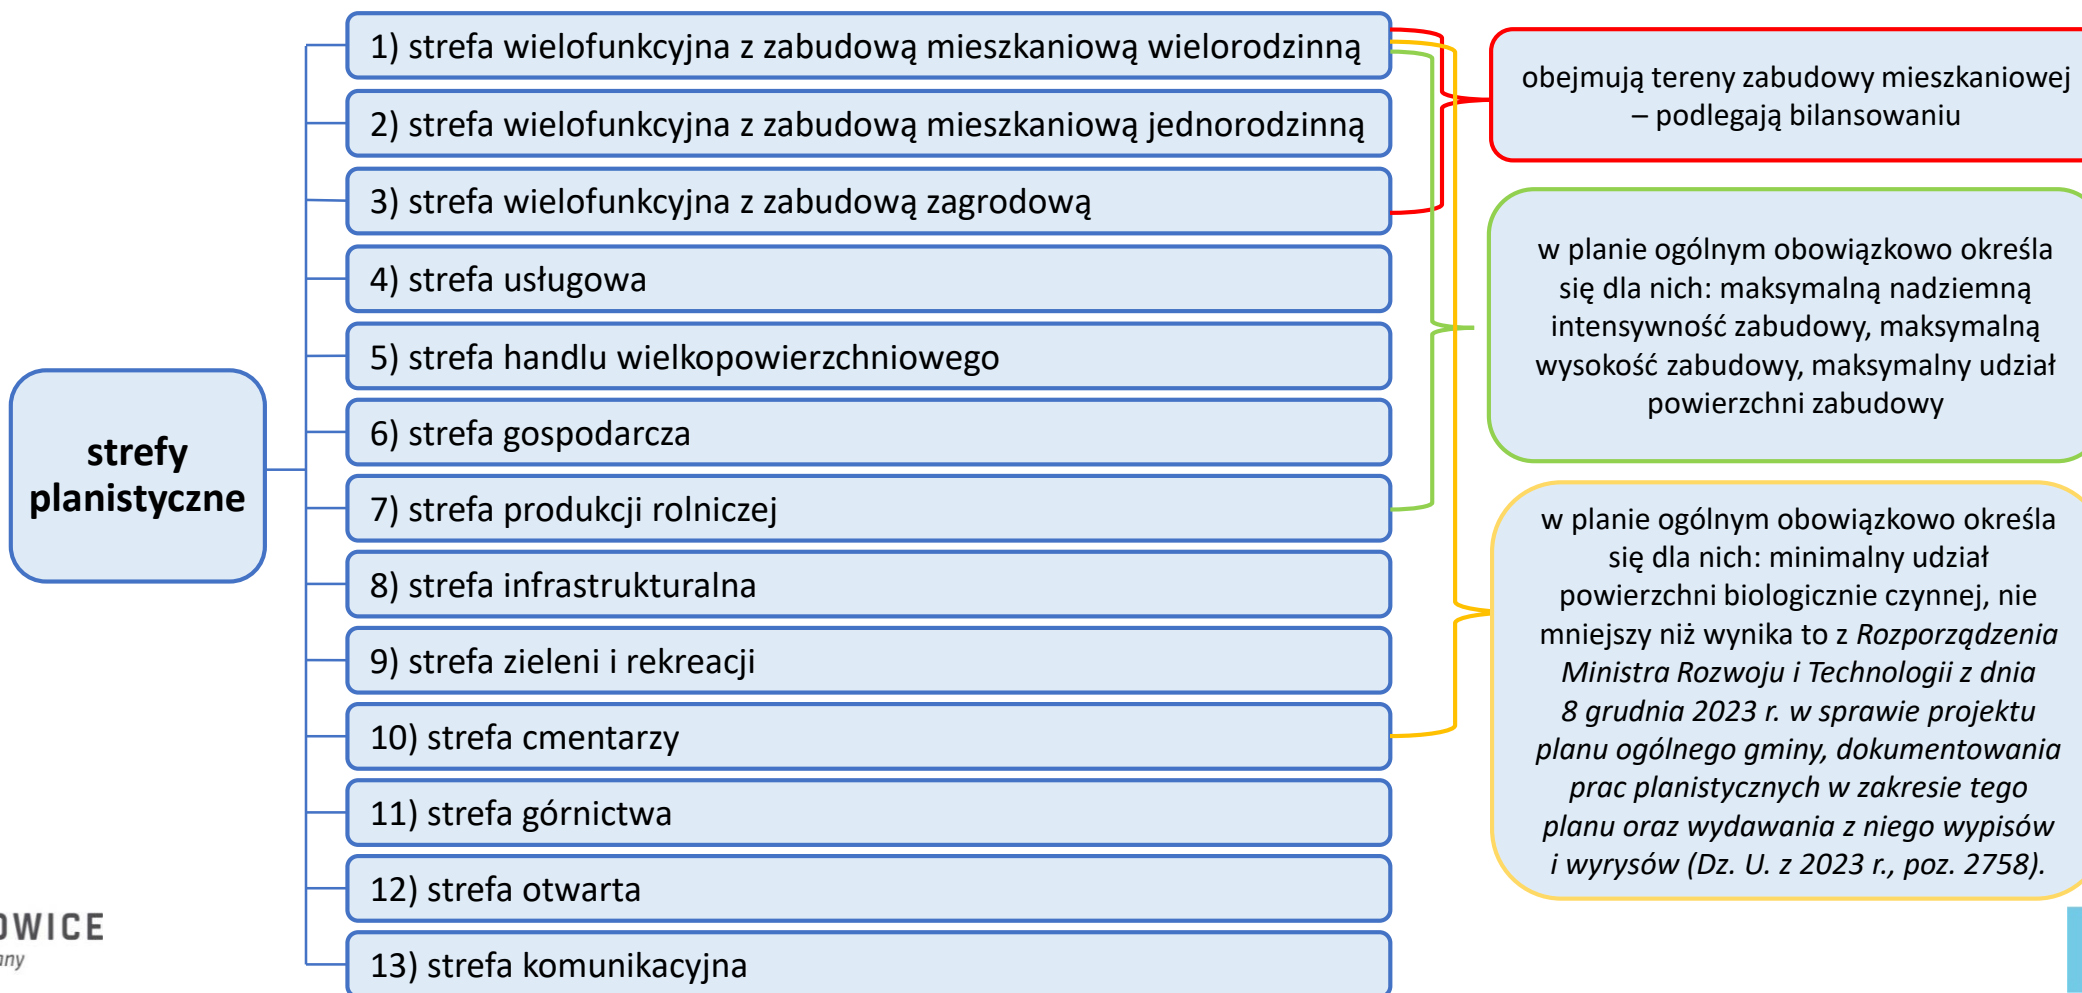 strefy
planistyczne
1) strefa wielofunkcyjna z zabudową mieszkaniową wielorodzinną
2) strefa wielofunkcyjna z zabudową mieszkaniową jednorodzinną
3) strefa wielofunkcyjna z zabudową zagrodową
4) strefa usługowa
5) strefa handlu wielkopowierzchniowego
6) strefa gospodarcza
7) strefa produkcji rolniczej
8) strefa infrastrukturalna
9) strefa zieleni i rekreacji
10) strefa cmentarzy
11) strefa górnictwa
12) strefa otwarta
13) strefa komunikacyjna
obejmują tereny zabudowy mieszkaniowej
– podlegają bilansowaniu
w planie ogólnym obowiązkowo określa
się dla nich: maksymalną nadziemną
intensywność zabudowy, maksymalną
wysokość zabudowy, maksymalny udział
powierzchni zabudowy
w planie ogólnym obowiązkowo określa
się dla nich: minimalny udział
powierzchni biologicznie czynnej, nie
mniejszy niż wynika to z Rozporządzenia
Ministra Rozwoju i Technologii z dnia
8 grudnia 2023 r. w sprawie projektu
planu ogólnego gminy, dokumentowania
prac planistycznych w zakresie tego
planu oraz wydawania z niego wypisów
i wyrysów (Dz. U. z 2023 r., poz. 2758).
OWICE